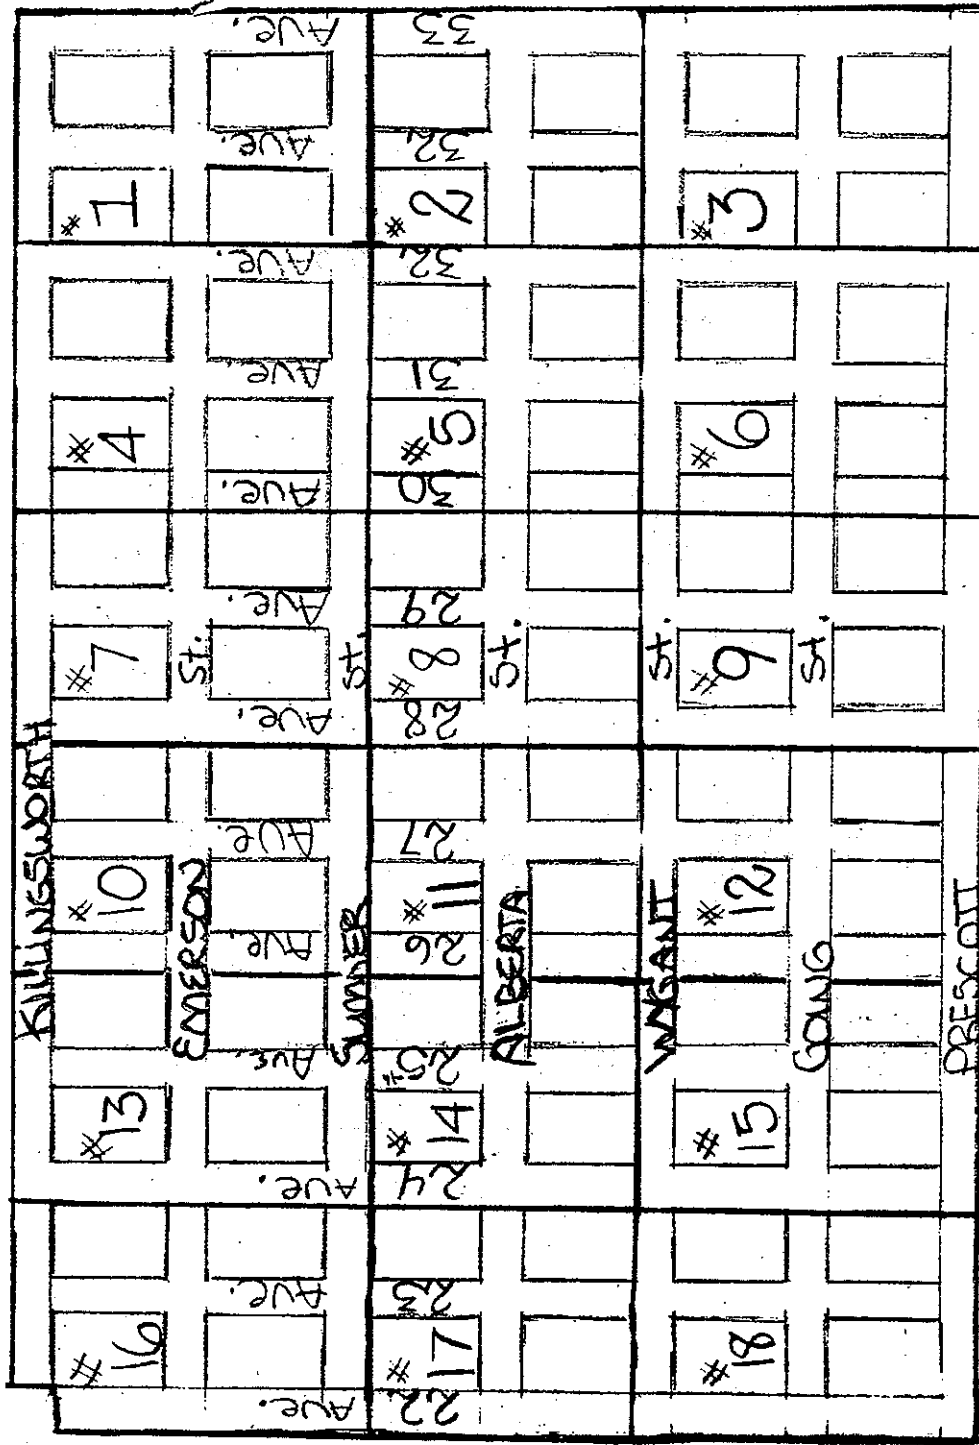 33 Ave.
32 Ave.
#1
#2
#3
32 Ave.
31 Ave.
#4
#5
#6
30 Ave.
29 Ave.
#7
#8
#9
St.
St.
St.
St.
St.
28 Ave.
KILLINGSWORTH
27 Ave.
#10
#11
#12
EMERSON
SUMNER
ALBERTA
WYGANT
GOING
PRESCOTT
26 Ave.
25 Ave.
#13
#14
#15
24 Ave.
23 Ave.
#16
#17
#18
22 Ave.